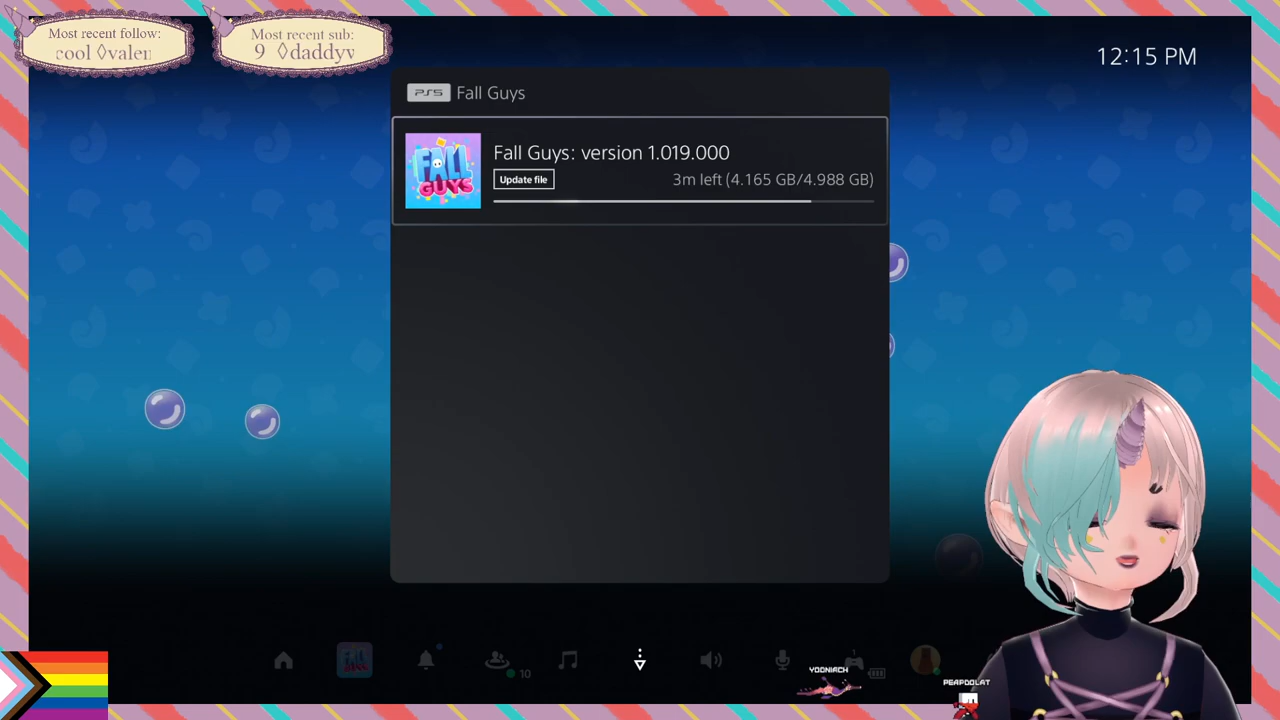 Most recent follow:
cool ◊valen
Most recent sub:
9 ◊daddyv
12:15 PM
PS5 Fall Guys
FALL
GUYS
Fall Guys: version 1.019.000
Update file
3m left (4.165 GB/4.988 GB)
10
YOONIACH
PEAPDOLAT